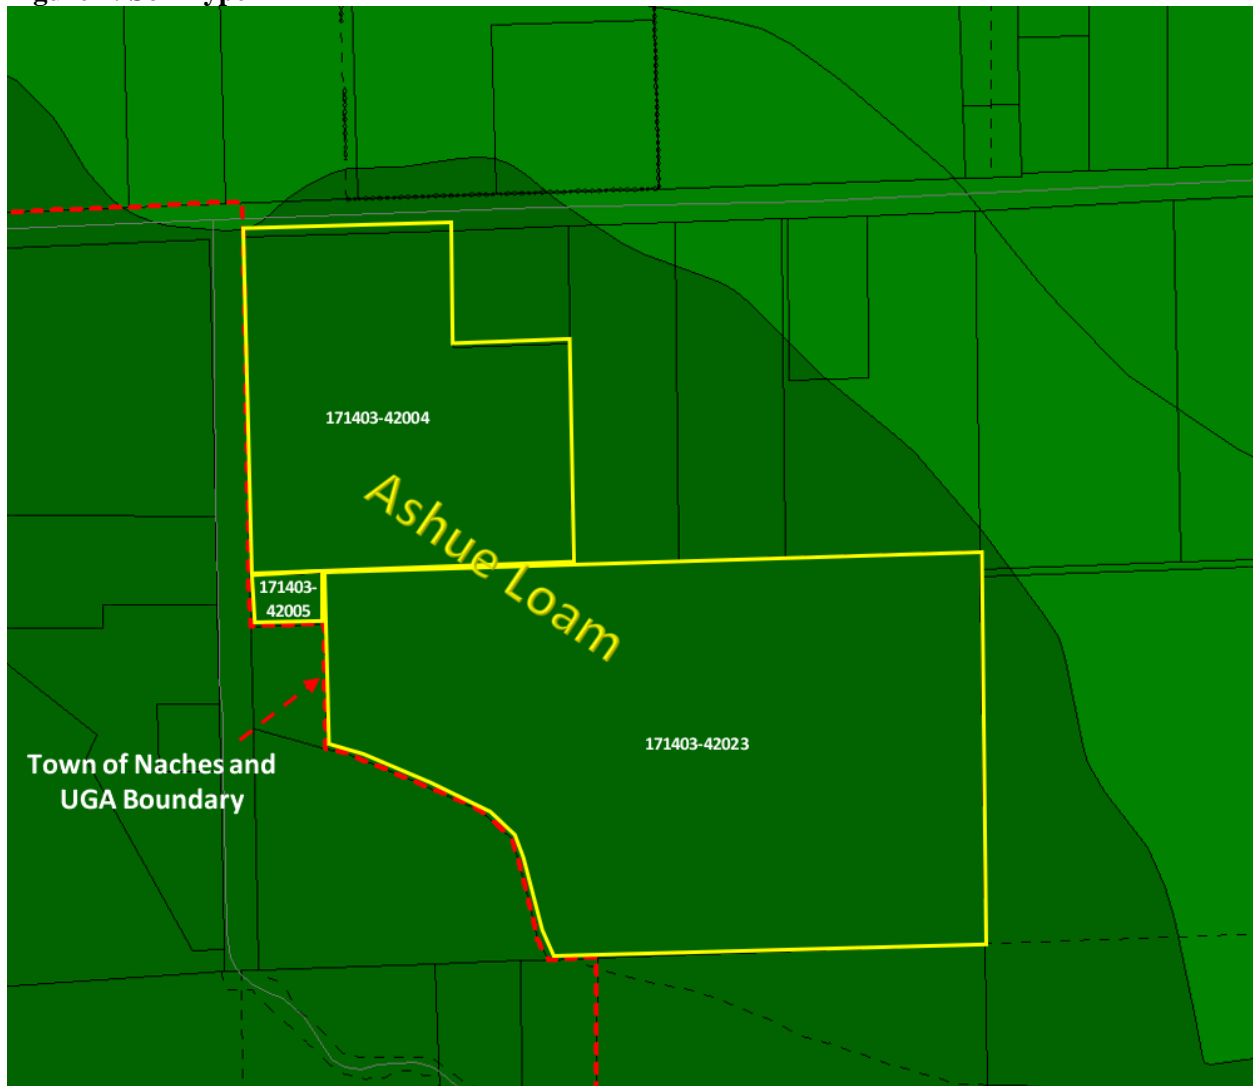 171403-42004
Ashue Loam
171403-
42005
171403-42023
Town of Naches and
UGA Boundary